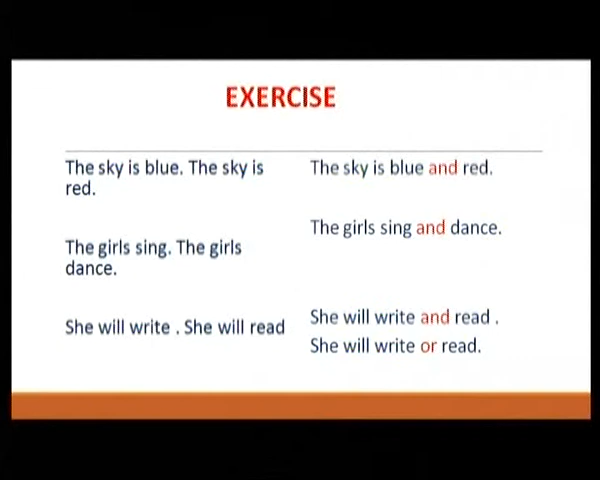 EXERCISE
The sky is blue. The sky is
red.
The girls sing. The girls
dance.
She will write . She will read
The sky is blue and red.
The girls sing and dance.
She will write and read .
She will write or read.